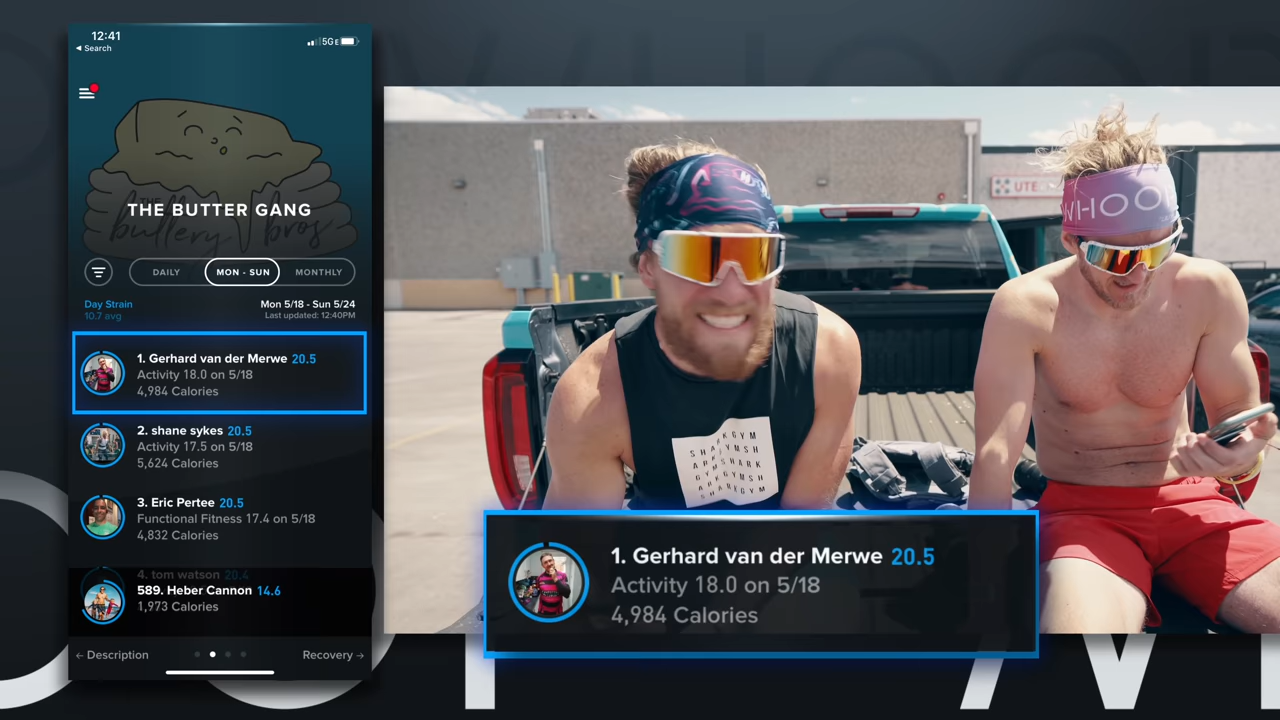 12:41
5GE
◀ Search
THE BUTTER GANG
buttery bros
DAILY
MON - SUN
MONTHLY
Day Strain
10.7 avg
Mon 5/18 - Sun 5/24
Last updated: 12:40PM
1. Gerhard van der Merwe 20.5
Activity 18.0 on 5/18
4,984 Calories
2. shane sykes 20.5
Activity 17.5 on 5/18
5,624 Calories
3. Eric Pertee 20.5
Functional Fitness 17.4 on 5/18
4,832 Calories
4. tom watson 20.4
589. Heber Cannon 14.6
1,973 Calories
← Description
Recovery →
UTE
WHOOP
1. Gerhard van der Merwe 20.5
Activity 18.0 on 5/18
4,984 Calories